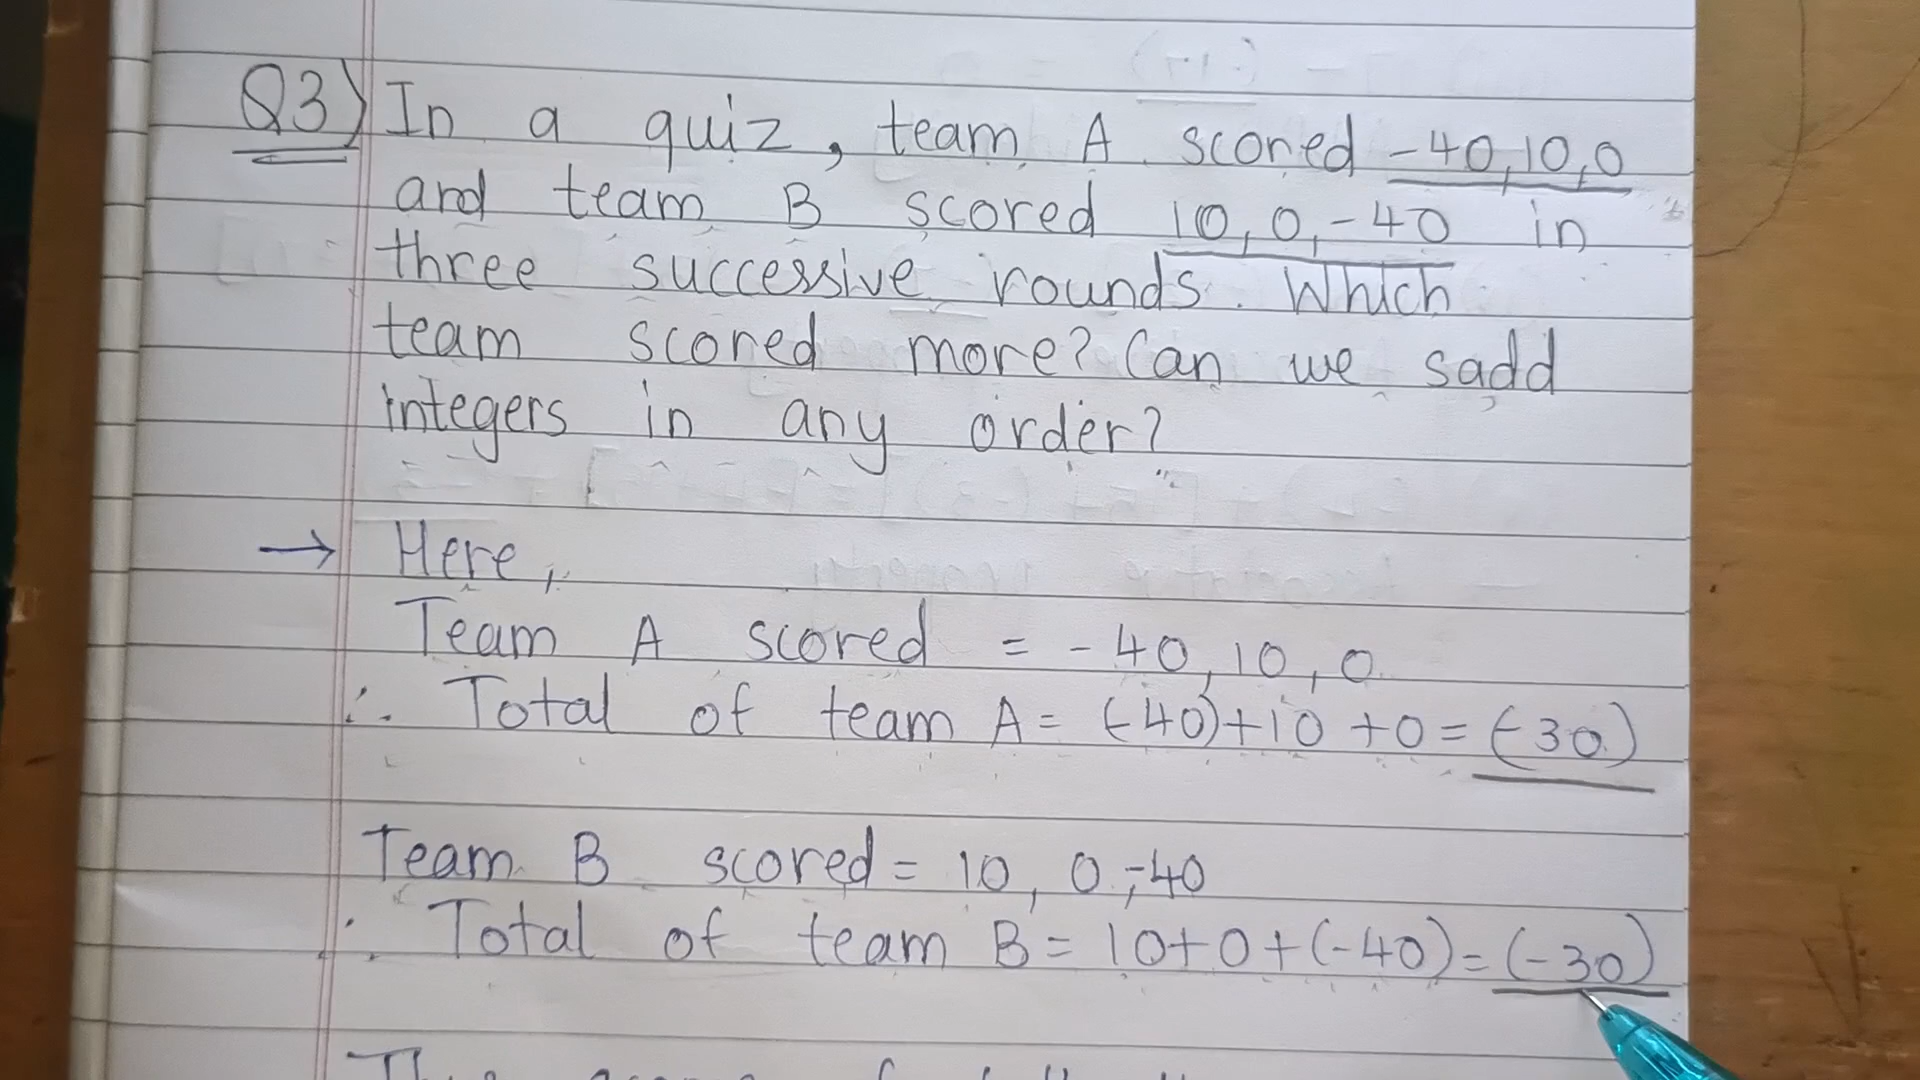 Q3) In a quiz, team A scored -40,10,0
and team B scored 10, 0, -40 in
three successive rounds. Which
team scored more? Can we sadd
integers in any order?
→ Here,
Team A scored = -40, 10, 0
∴ Total of team A = (-40)+10 +0 = (-30)
Team B scored = 10, 0,-40
∴ Total of team B = 10+0+(-40) = (-30)